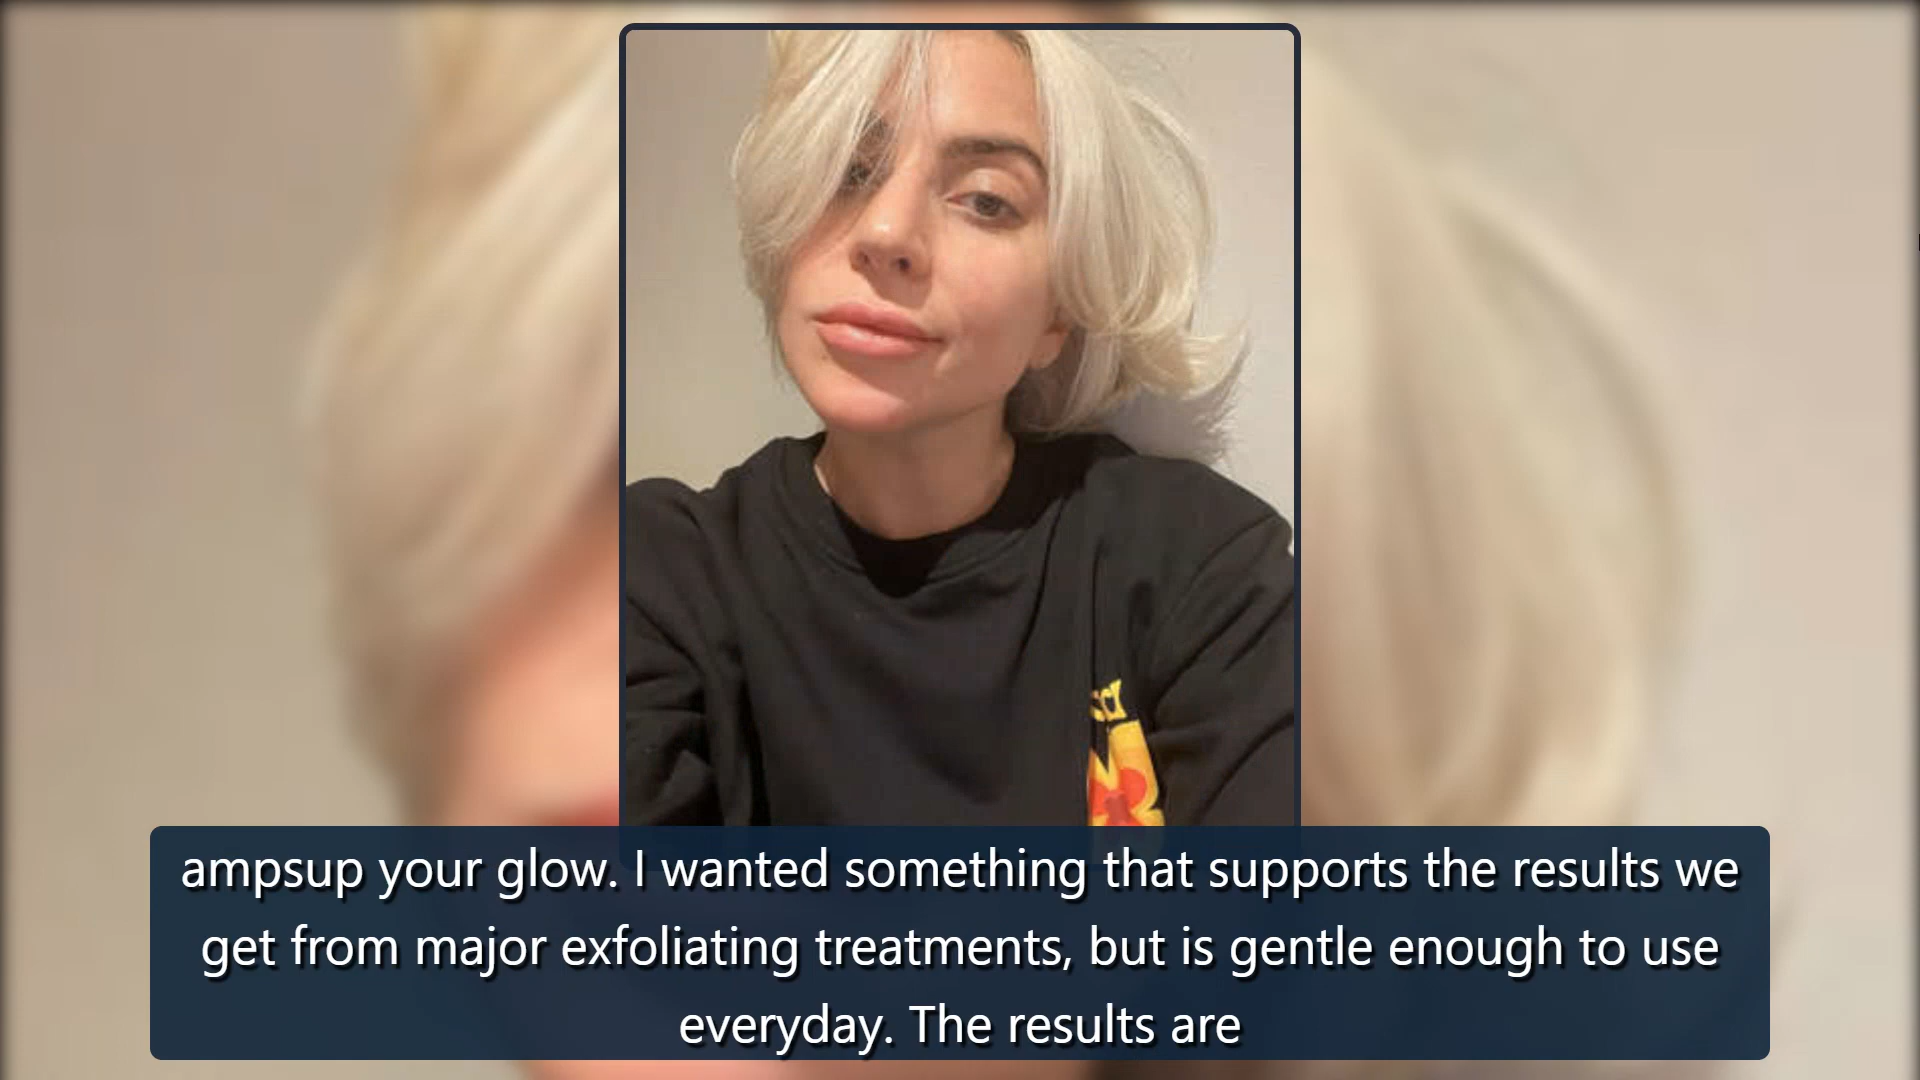 ampsup your glow. I wanted something that supports the results we
get from major exfoliating treatments, but is gentle enough to use
everyday. The results are